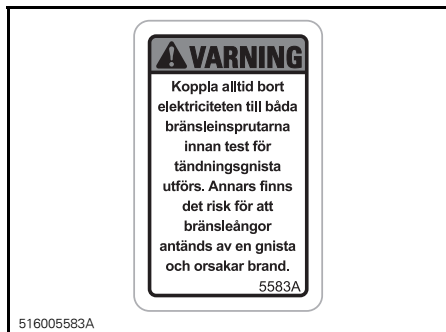 VARNING
Koppla alltid bort
elektriciteten till båda
bränsleinsprutarna
innan test för
tändningsgnista
utförs. Annars finns
det risk för att
bränsleångor
antänds av en gnista
och orsakar brand.
5583A
516005583A